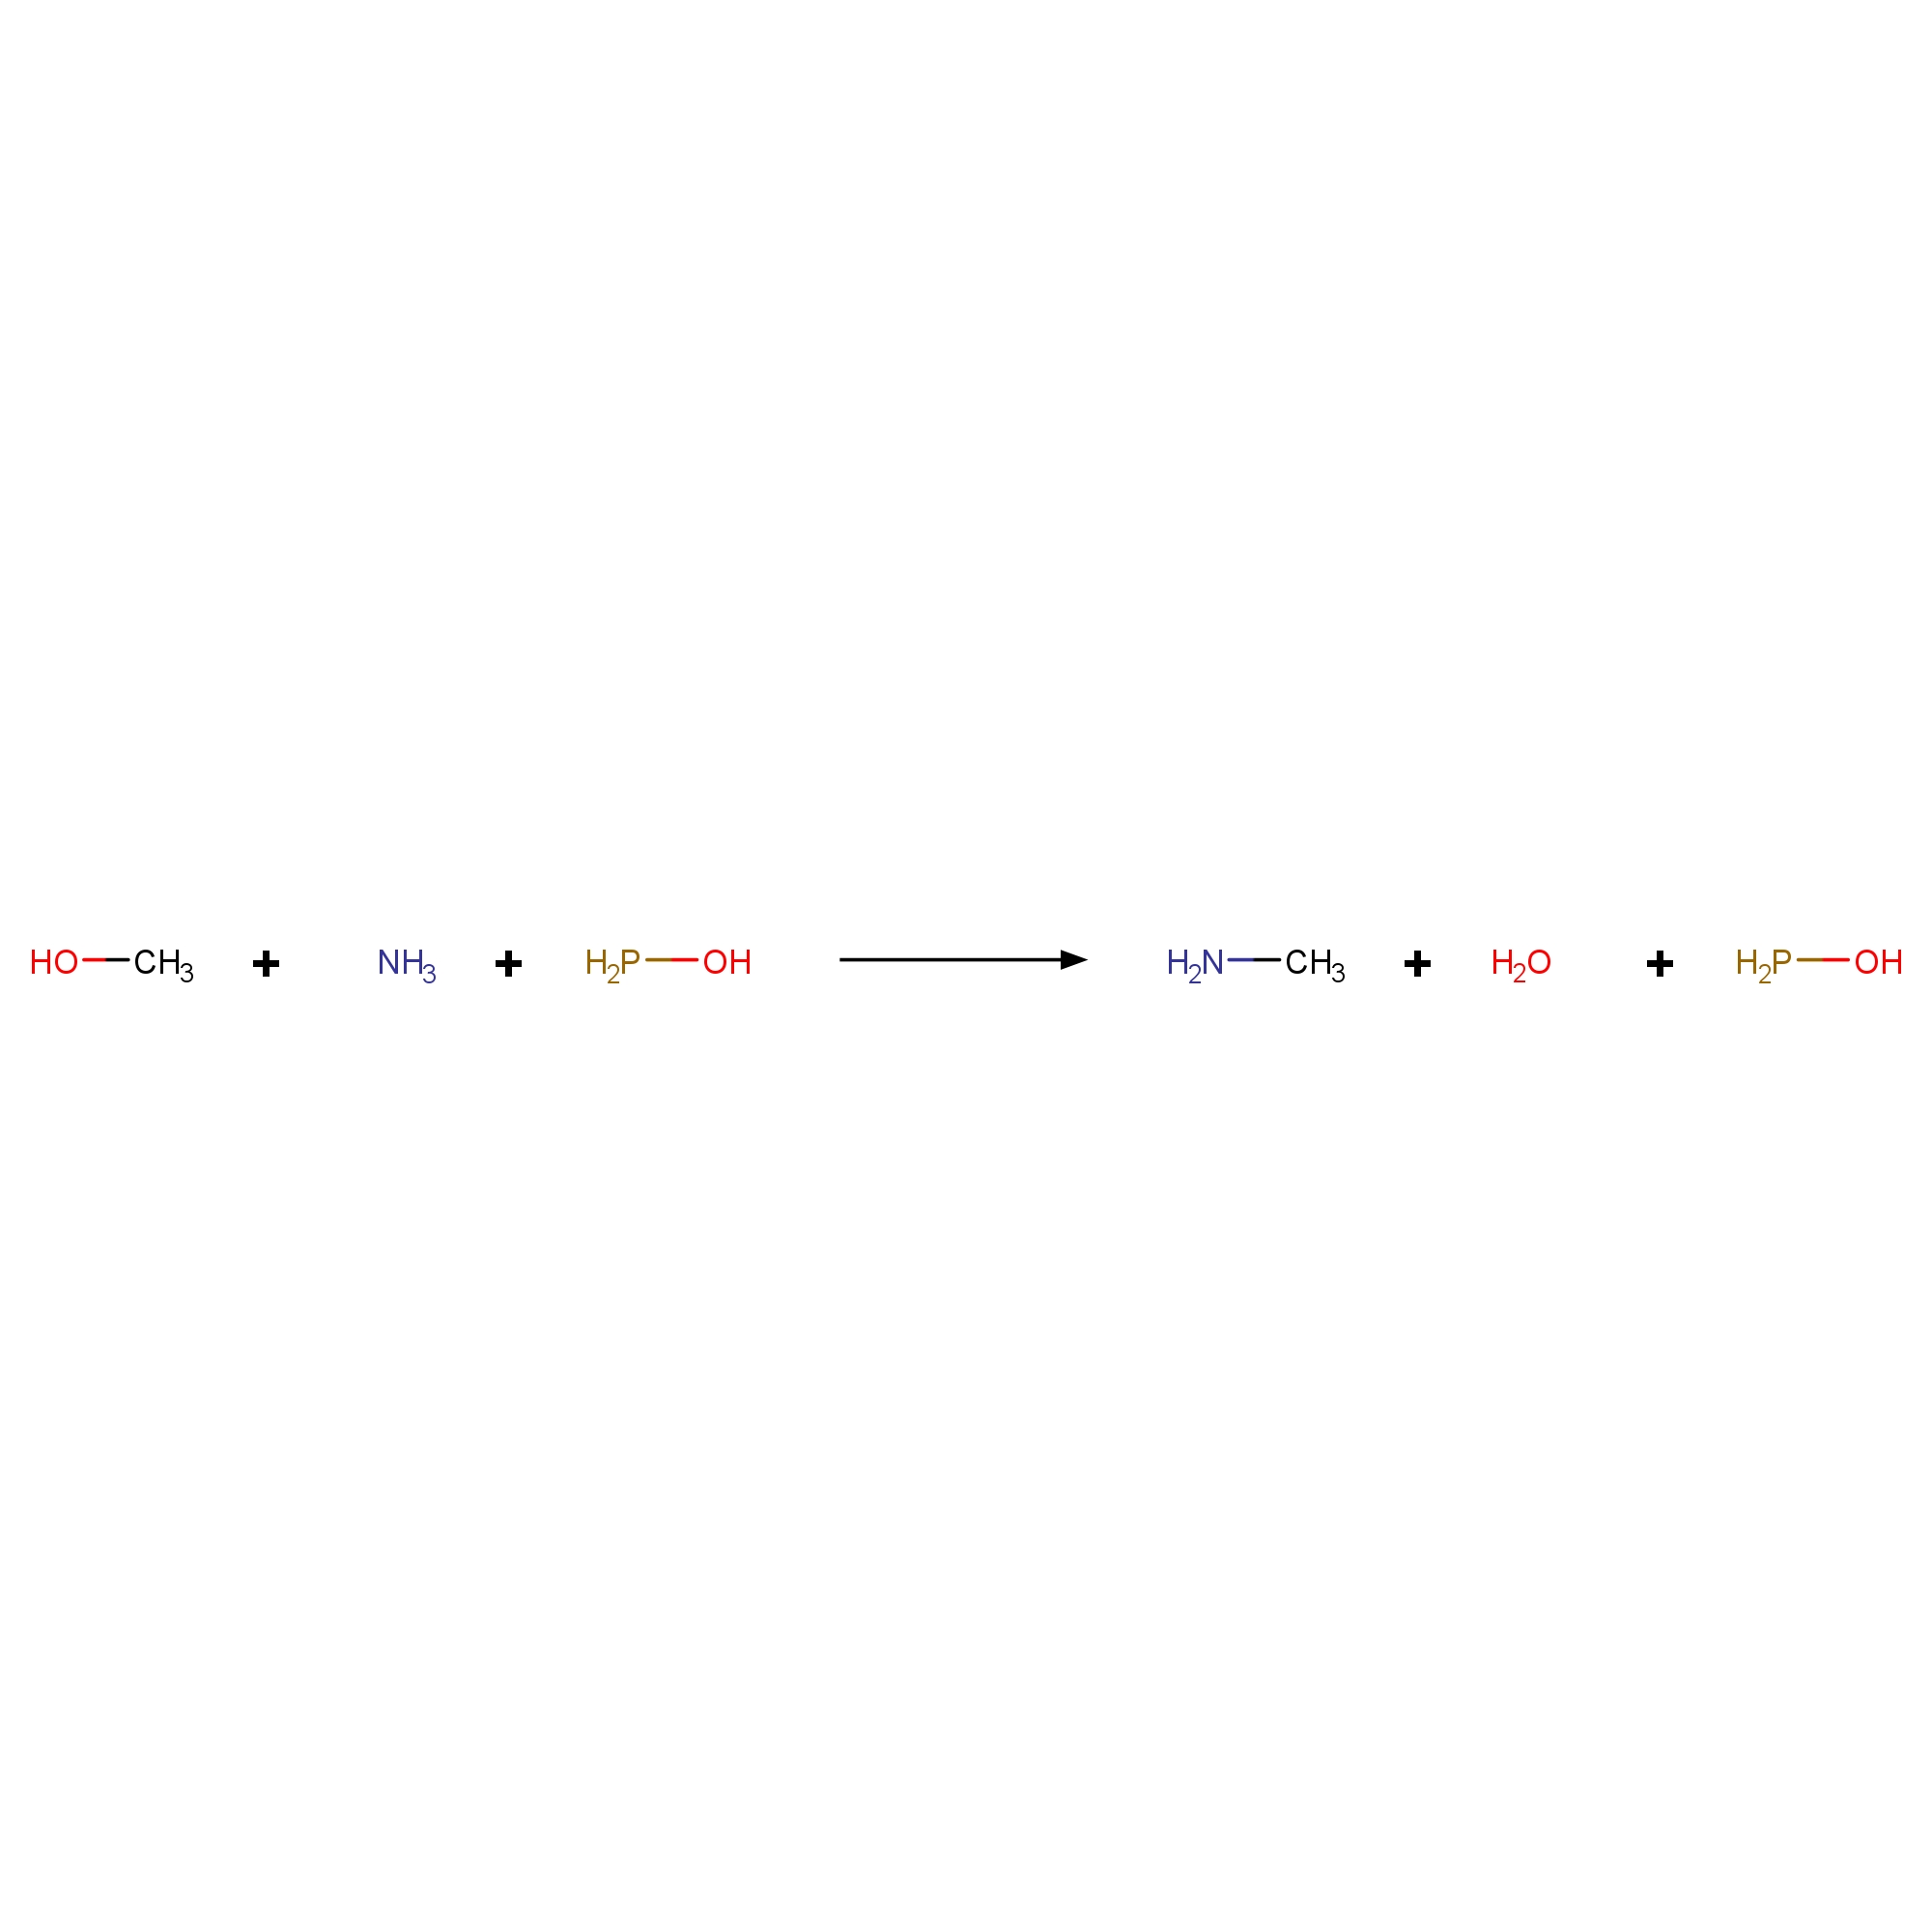 HO—CH3 + NH3 + H2P—OH → H2N—CH3 + H2O + H2P—OH